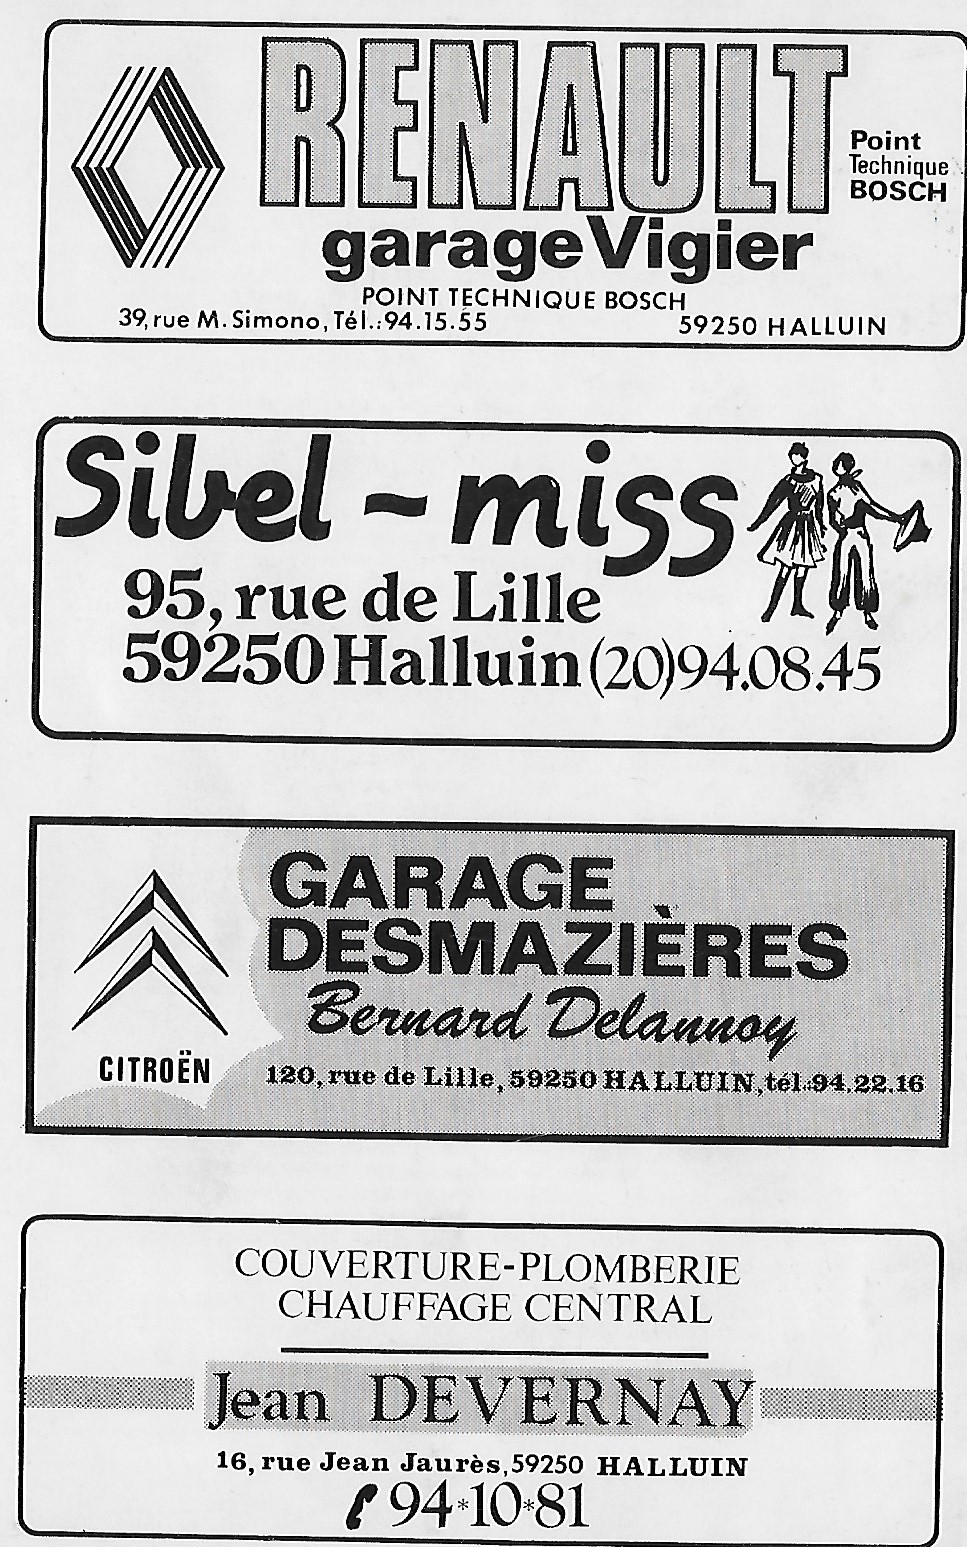 RENAULT
Point
Technique
BOSCH
garage Vigier
POINT TECHNIQUE BOSCH
39, rue M. Simono, Tél.: 94.15.55
59250 HALLUIN
Sibel ~ miss
95, rue de Lille
59250 Halluin (20) 94.08.45
GARAGE
DESMAZIÈRES
Bernard Delannoy
CITROËN
120, rue de Lille, 59250 HALLUIN, tél.: 94.22.16
COUVERTURE-PLOMBERIE
CHAUFFAGE CENTRAL
Jean DEVERNAY
16, rue Jean Jaurès, 59250 HALLUIN
94*10*81